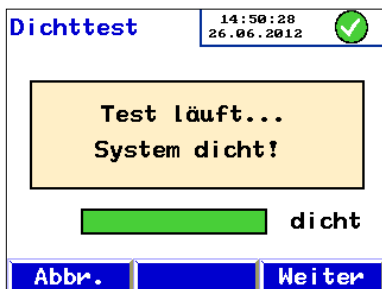 Dichttest
14:50:28
26.06.2012
Test läuft...
System dicht!
dicht
Abbr. Weiter